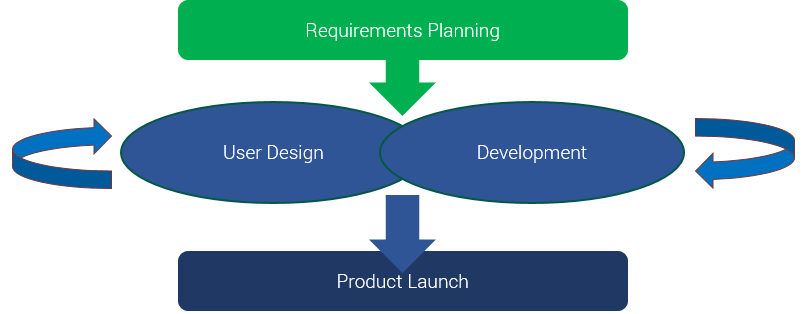 Requirements Planning
User Design
Development
Product Launch